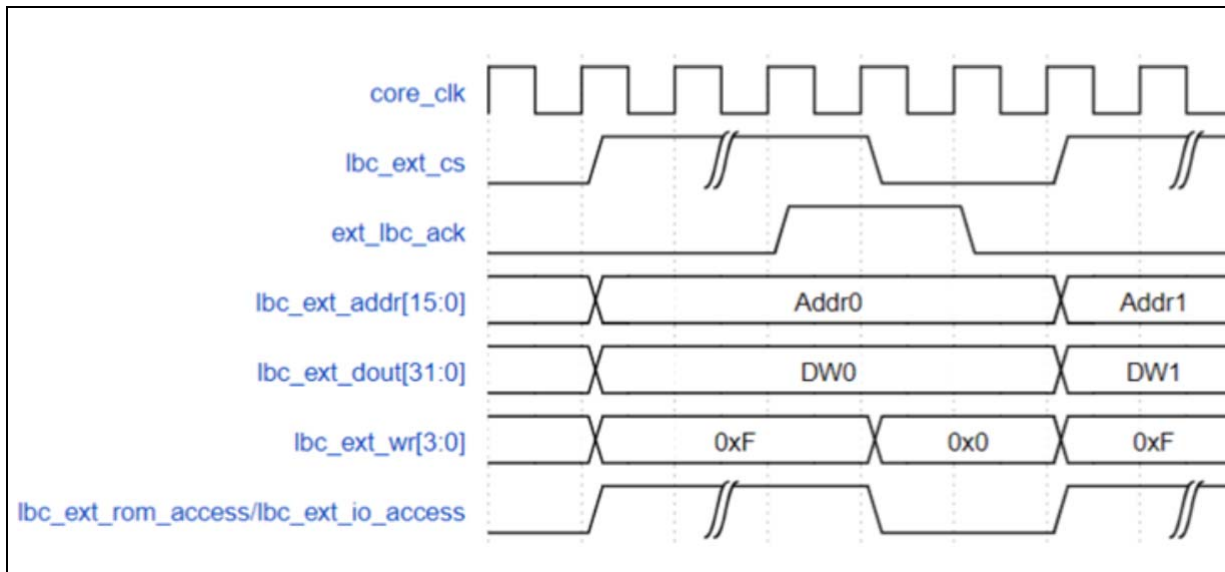 core_clk
lbc_ext_cs
ext_lbc_ack
lbc_ext_addr[15:0] Addr0 Addr1
lbc_ext_dout[31:0] DW0 DW1
lbc_ext_wr[3:0] 0xF 0x0 0xF
lbc_ext_rom_access/lbc_ext_io_access